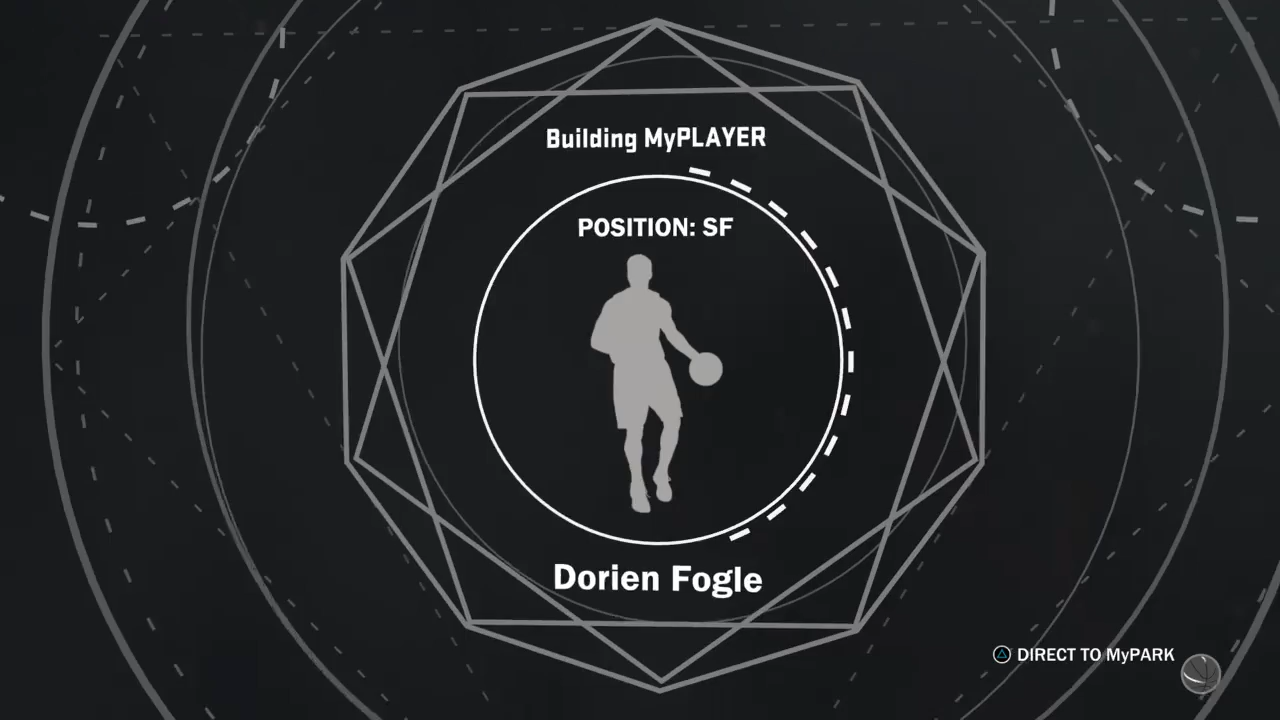 Building MyPLAYER
POSITION: SF
Dorien Fogle
DIRECT TO MyPARK